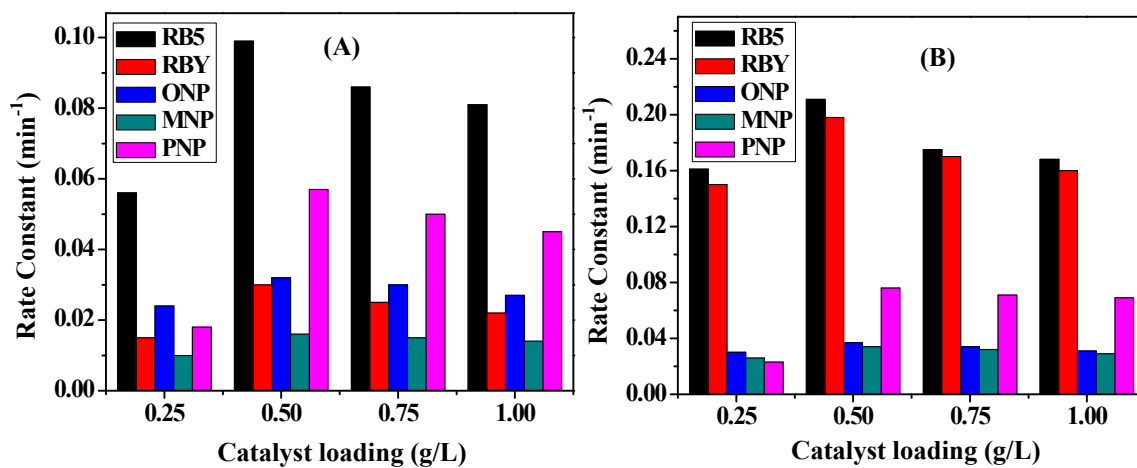 (A)
RB5
RBY
ONP
MNP
PNP
Rate Constant (min⁻¹)
0.10
0.08
0.06
0.04
0.02
0.00
0.25 0.50 0.75 1.00
Catalyst loading (g/L)
(B)
RB5
RBY
ONP
MNP
PNP
Rate Constant (min⁻¹)
0.24
0.20
0.16
0.12
0.08
0.04
0.00
0.25 0.50 0.75 1.00
Catalyst loading (g/L)